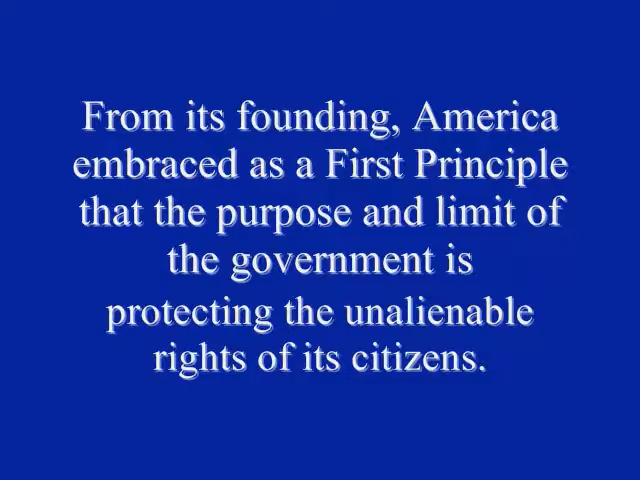 From its founding, America
embraced as a First Principle
that the purpose and limit of
the government is
protecting the unalienable
rights of its citizens.